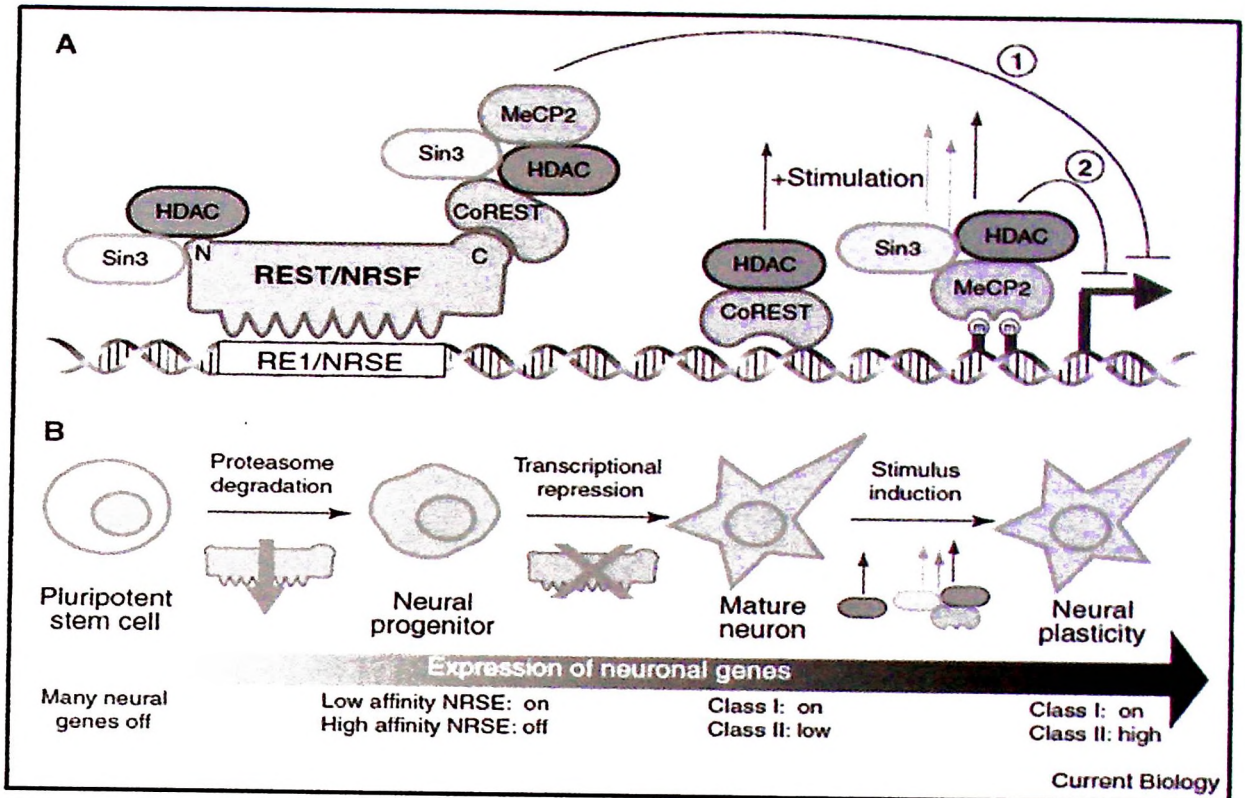 A
MeCP2
Sin3
HDAC
HDAC
CoREST
Sin3
N
C
REST/NRSF
RE1/NRSE
1
+Stimulation
2
HDAC
Sin3
HDAC
CoREST
MeCP2
m
m
B
Proteasome
degradation
Transcriptional
repression
Stimulus
induction
Pluripotent
stem cell
Neural
progenitor
Mature
neuron
Neural
plasticity
Expression of neuronal genes
Many neural
genes off
Low affinity NRSE: on
High affinity NRSE: off
Class I: on
Class II: low
Class I: on
Class II: high
Current Biology